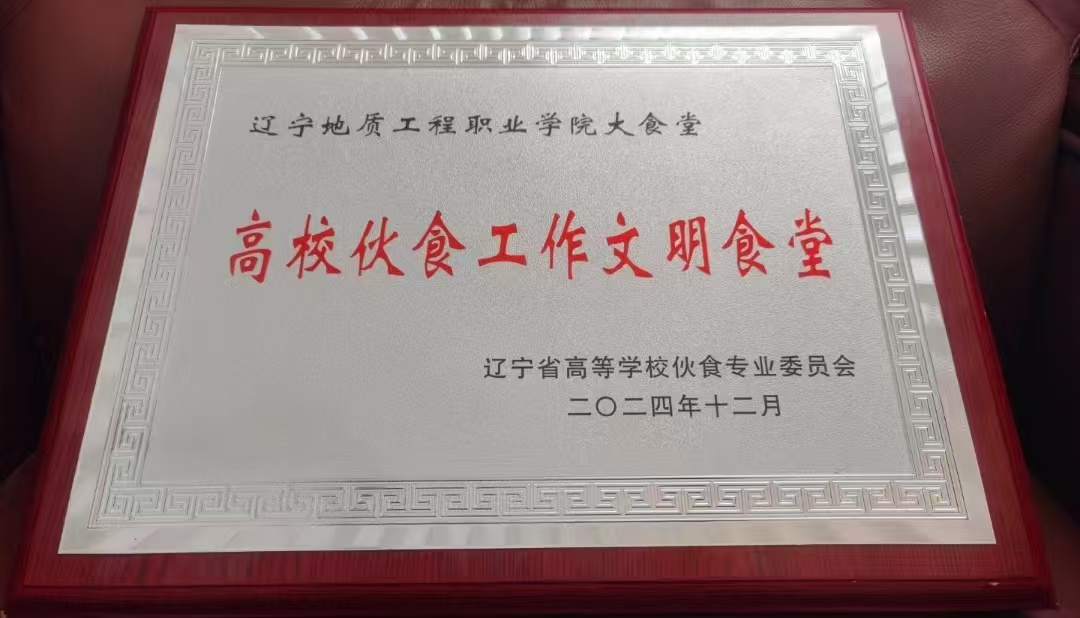 辽宁地质工程职业学院大食堂
高校伙食工作文明食堂
辽宁省高等学校伙食专业委员会
二〇二四年十二月